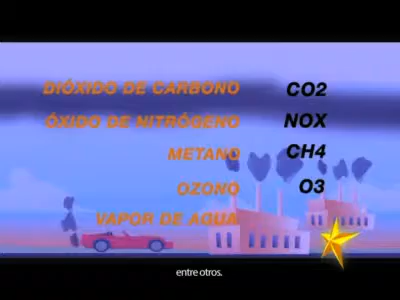 DIÓXIDO DE CARBONO CO2
ÓXIDO DE NITRÓGENO NOX
METANO CH4
OZONO O3
VAPOR DE AGUA
entre otros.